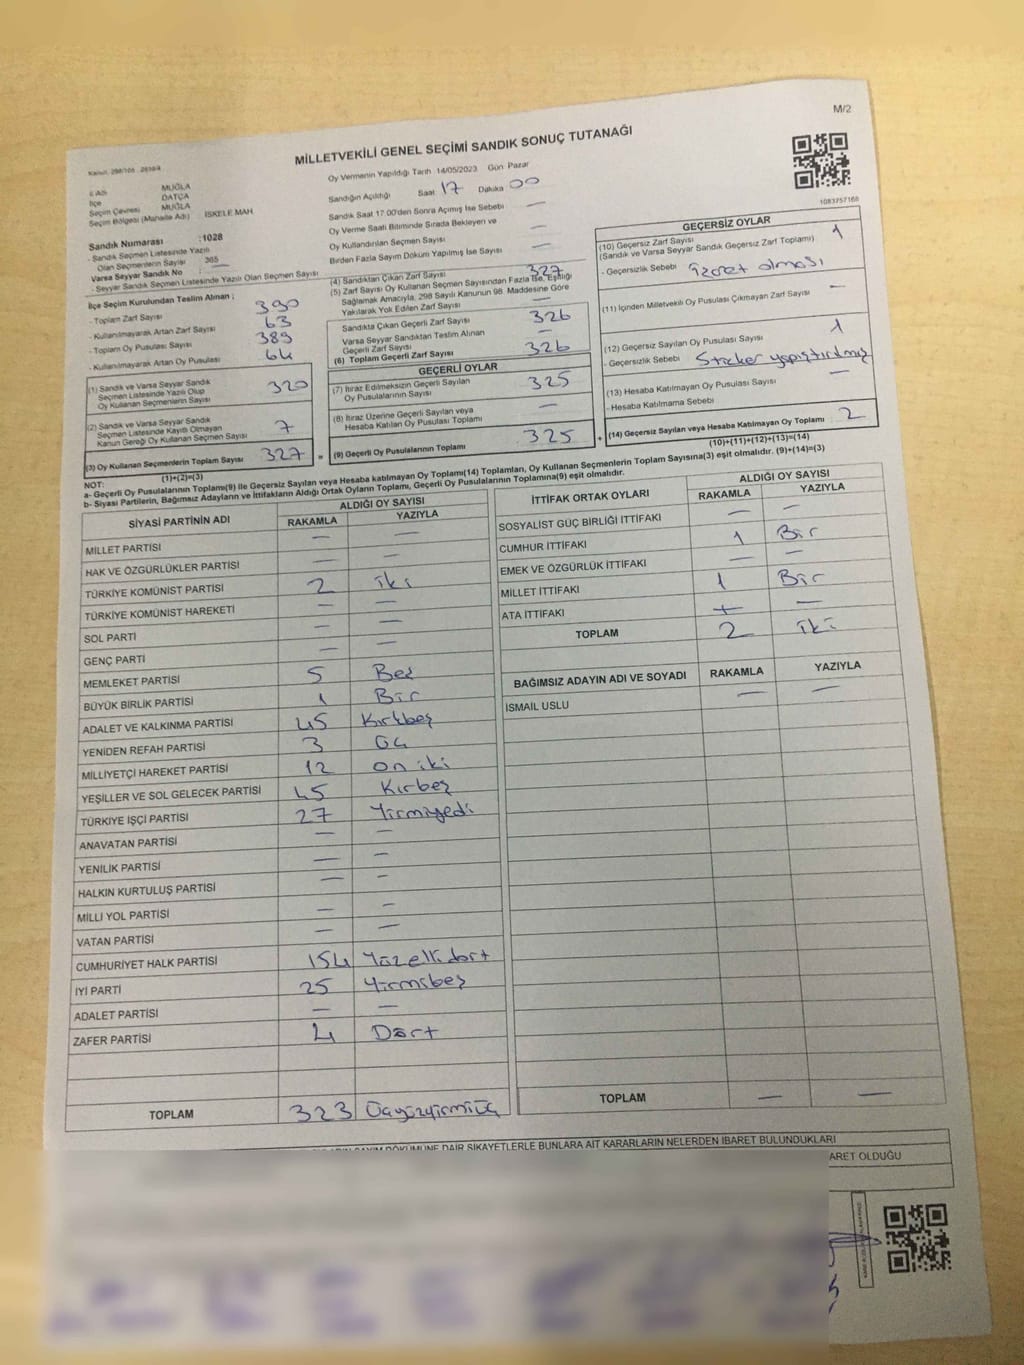 M/2
MİLLETVEKİLİ GENEL SEÇİMİ SANDIK SONUÇ TUTANAĞI
1083757168
İl Adı MUĞLA
İlçe DATÇA
Seçim Çevresi MUĞLA
Seçim Bölgesi (Mahalle Adı) İSKELE MAH
Sandık Numarası :1028
- Sandık Seçmen Listesinde Yazılı
Olan Seçmenlerin Sayısı 365
Varsa Seyyar Sandık No :
- Seyyar Sandık Seçmen Listesinde Yazılı Olan Seçmen Sayısı
Oy Vermenin Yapıldığı Tarih 14/05/2023 Gün Pazar
Sandığın Açıldığı Saat 17 Dakika 00
Sandık Saat 17.00'den Sonra Açımış İse Sebebi —
Oy Verme Saati Bitiminde Sırada Bekleyen ve
Oy Kullandırılan Seçmen Sayısı —
Birden Fazla Sayım Döküm Yapılmış İse Sayısı —
İlçe Seçim Kurulundan Teslim Alınan ;
- Toplam Zarf Sayısı 390
- Kullanılmayarak Artan Zarf Sayısı 63
- Toplam Oy Pusulası Sayısı 389
- Kullanılmayarak Artan Oy Pusulası 64
(1) Sandık ve Varsa Seyyar Sandık
Seçmen Listesinde Yazılı Olup
Oy Kullanan Seçmenlerin Sayısı 320
(2) Sandık ve Varsa Seyyar Sandık
Seçmen Listesinde Kayıtlı Olmayan
Kanun Gereği Oy Kullanan Seçmen Sayısı 7
(3) Oy Kullanan Seçmenlerin Toplam Sayısı 327 =
(1)+(2)=(3)
(4) Sandıktan Çıkan Zarf Sayısı 327
(5) Zarf Sayısı Oy Kullanan Seçmen Sayısından Fazla İse, Eşitliği
Sağlamak Amacıyla, 298 Sayılı Kanunun 98. Maddesine Göre
Yakılarak Yok Edilen Zarf Sayısı —
Sandıkta Çıkan Geçerli Zarf Sayısı 326
Varsa Seyyar Sandıktan Teslim Alınan
Geçerli Zarf Sayısı —
(6) Toplam Geçerli Zarf Sayısı 326
GEÇERLİ OYLAR
(7) İtiraz Edilmeksizin Geçerli Sayılan
Oy Pusulalarının Sayısı 325
(8) İtiraz Üzerine Geçerli Sayılan veya
Hesaba Katılan Oy Pusulası Toplamı —
(9) Geçerli Oy Pusulalarının Toplamı 325 +
GEÇERSİZ OYLAR
(10) Geçersiz Zarf Sayısı
(Sandık ve Varsa Seyyar Sandık Geçersiz Zarf Toplamı) 1
- Geçersizlik Sebebi işaret olması
(11) İçinden Milletvekili Oy Pusulası Çıkmayan Zarf Sayısı —
(12) Geçersiz Sayılan Oy Pusulası Sayısı 1
- Geçersizlik Sebebi Sticker yapıştırılmış
(13) Hesaba Katılmayan Oy Pusulası Sayısı —
- Hesaba Katılmama Sebebi
(14) Geçersiz Sayılan veya Hesaba Katılmayan Oy Toplamı 2
(10)+(11)+(12)+(13)=(14)
NOT:
a- Geçerli Oy Pusulalarının Toplamı(9) ile Geçersiz Sayılan veya Hesaba katılmayan Oy Toplamı(14) Toplamları, Oy Kullanan Seçmenlerin Toplam Sayısına(3) eşit olmalıdır. (9)+(14)=(3)
b- Siyasi Partilerin, Bağımsız Adayların ve İttifakların Aldığı Ortak Oyların Toplamı, Geçerli Oy Pusulalarının Toplamına(9) eşit olmalıdır.
SİYASİ PARTİNİN ADI ALDIĞI OY SAYISI
RAKAMLA YAZIYLA
MİLLET PARTİSİ — —
HAK VE ÖZGÜRLÜKLER PARTİSİ — —
TÜRKİYE KOMÜNİST PARTİSİ 2 iki
TÜRKİYE KOMÜNİST HAREKETİ — —
SOL PARTİ — —
GENÇ PARTİ — —
MEMLEKET PARTİSİ 5 Beş
BÜYÜK BİRLİK PARTİSİ 1 Bir
ADALET VE KALKINMA PARTİSİ 45 Kırkbeş
YENİDEN REFAH PARTİSİ 3 Üç
MİLLİYETÇİ HAREKET PARTİSİ 12 on iki
YEŞİLLER VE SOL GELECEK PARTİSİ 45 Kırbeş
TÜRKİYE İŞÇİ PARTİSİ 27 Yirmiyedi
ANAVATAN PARTİSİ — —
YENİLİK PARTİSİ — —
HALKIN KURTULUŞ PARTİSİ — —
MİLLİ YOL PARTİSİ — —
VATAN PARTİSİ — —
CUMHURİYET HALK PARTİSİ 154 Yüzellidört
İYİ PARTİ 25 Yirmibeş
ADALET PARTİSİ — —
ZAFER PARTİSİ 4 Dört
TOPLAM 323 Üçyüzyirmiüç
İTTİFAK ORTAK OYLARI ALDIĞI OY SAYISI
RAKAMLA YAZIYLA
SOSYALİST GÜÇ BİRLİĞİ İTTİFAKI — —
CUMHUR İTTİFAKI 1 Bir
EMEK VE ÖZGÜRLÜK İTTİFAKI — —
MİLLET İTTİFAKI 1 Bir
ATA İTTİFAKI — —
TOPLAM 2 iki
BAĞIMSIZ ADAYIN ADI VE SOYADI RAKAMLA YAZIYLA
İSMAİL USLU — —
TOPLAM — —
DÖKÜMÜNE DAİR ŞİKAYETLERLE BUNLARA AİT KARARLARIN NELERDEN İBARET BULUNDUKLARI
ARET OLDUĞU